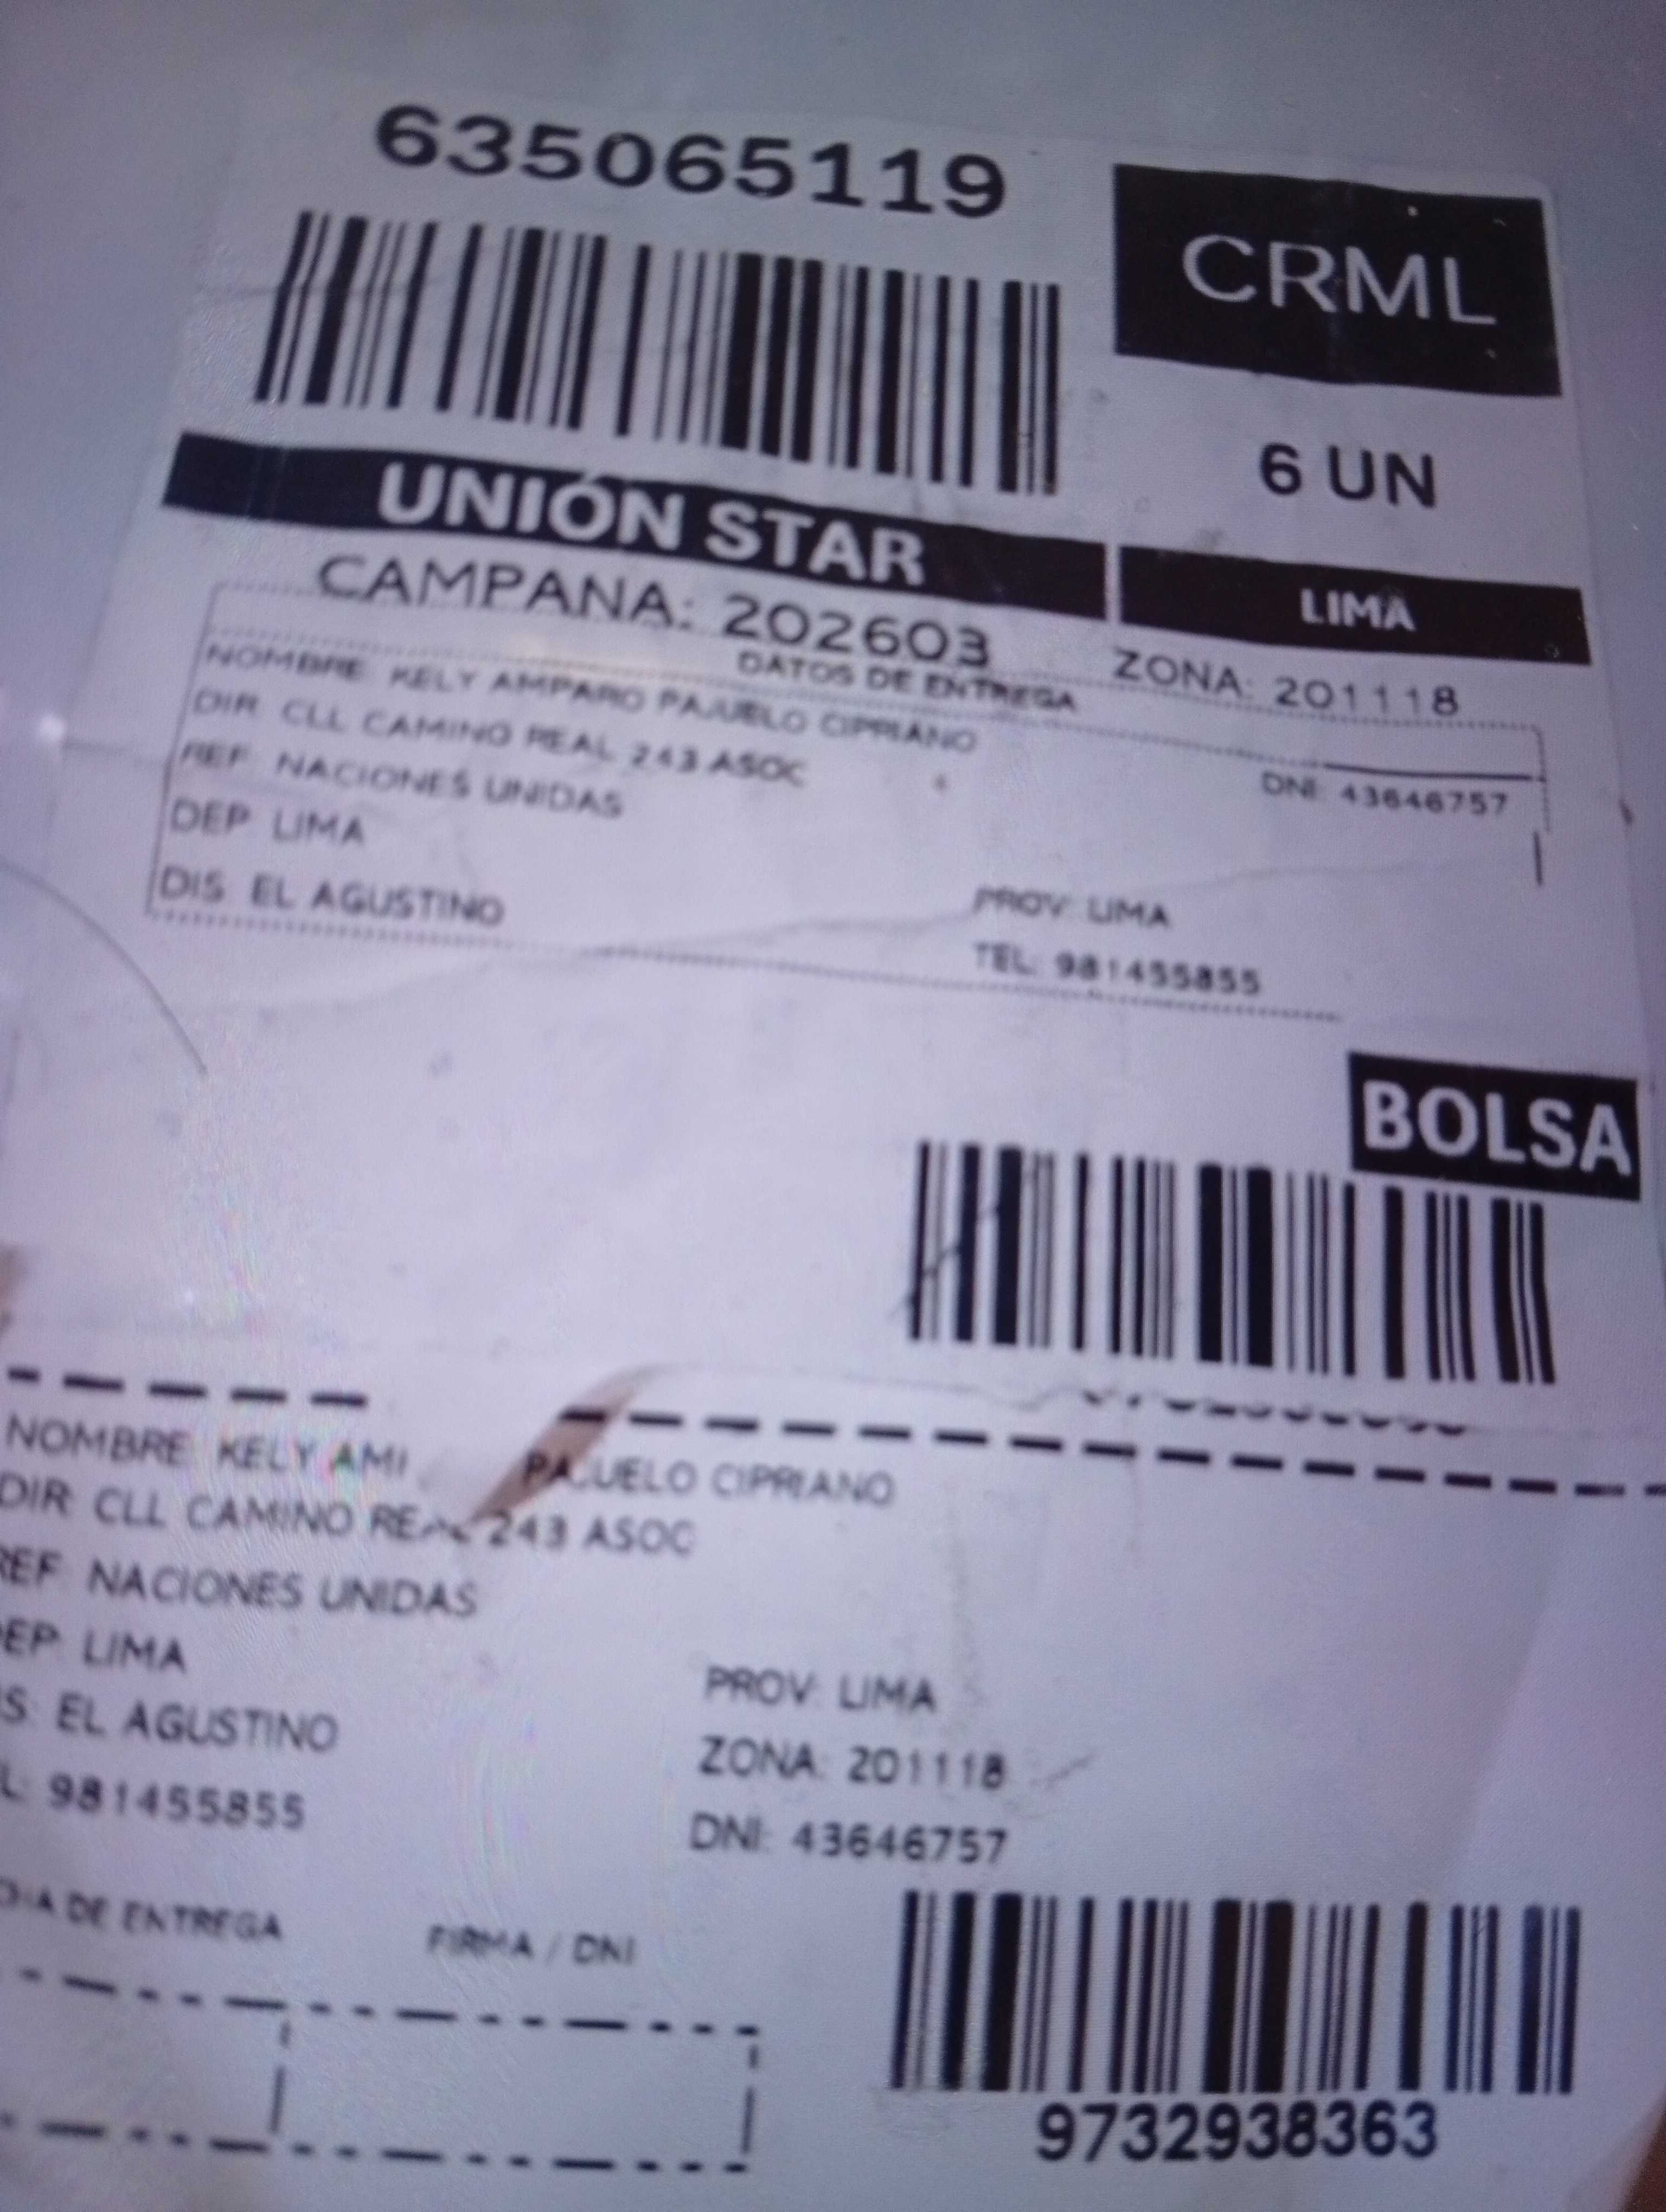 635065119
CRML
6 UN
UNIÓN STAR
LIMA
CAMPANA: 202603
ZONA: 201118
DATOS DE ENTREGA
NOMBRE: KELY AMPARO PAJUELO CIPRIANO
DNI: 43646757
DIR: CLL CAMINO REAL 243 ASOC
REF: NACIONES UNIDAS
DEP: LIMA
PROV: LIMA
DIS: EL AGUSTINO
TEL: 981455855
BOLSA
NOMBRE: KELY AMI PAJUELO CIPRIANO
DIR: CLL CAMINO REAL 243 ASOC
REF: NACIONES UNIDAS
EP: LIMA
PROV: LIMA
S: EL AGUSTINO
ZONA: 201118
L: 981455855
DNI: 43646757
HA DE ENTREGA
FIRMA / DNI
9732938363